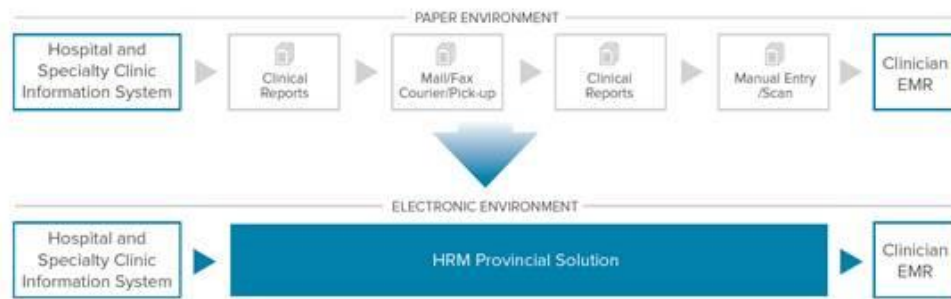 PAPER ENVIRONMENT
Hospital and
Specialty Clinic
Information System
Clinical
Reports
Mail/Fax
Courier/Pick-up
Clinical
Reports
Manual Entry
/Scan
Clinician
EMR
ELECTRONIC ENVIRONMENT
Hospital and
Specialty Clinic
Information System
HRM Provincial Solution
Clinician
EMR